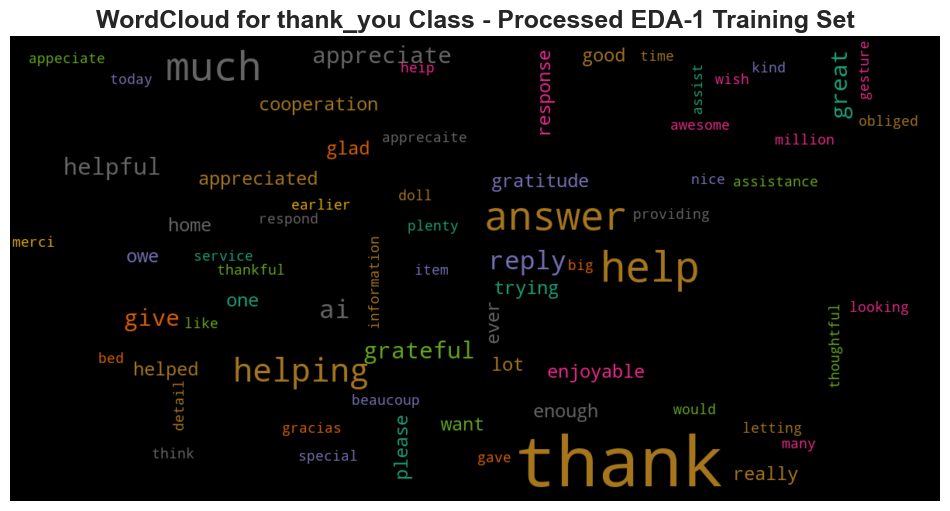 WordCloud for thank_you Class - Processed EDA-1 Training Set
appeciate
today
much
appreciate
heip
cooperation
response
good
time
assist
wish
kind
great
gesture
obliged
awesome
million
apprecaite
glad
helpful
appreciated
gratitude
nice
assistance
earlier
doll
respond
home
plenty
answer
providing
merci
owe
service
thankful
information
item
reply
big
help
trying
one
ai
ever
give
like
looking
thoughtful
bed
helped
helping
grateful
lot
enjoyable
detail
beaucoup
please
want
enough
would
letting
many
gracias
think
special
gave
thank
really